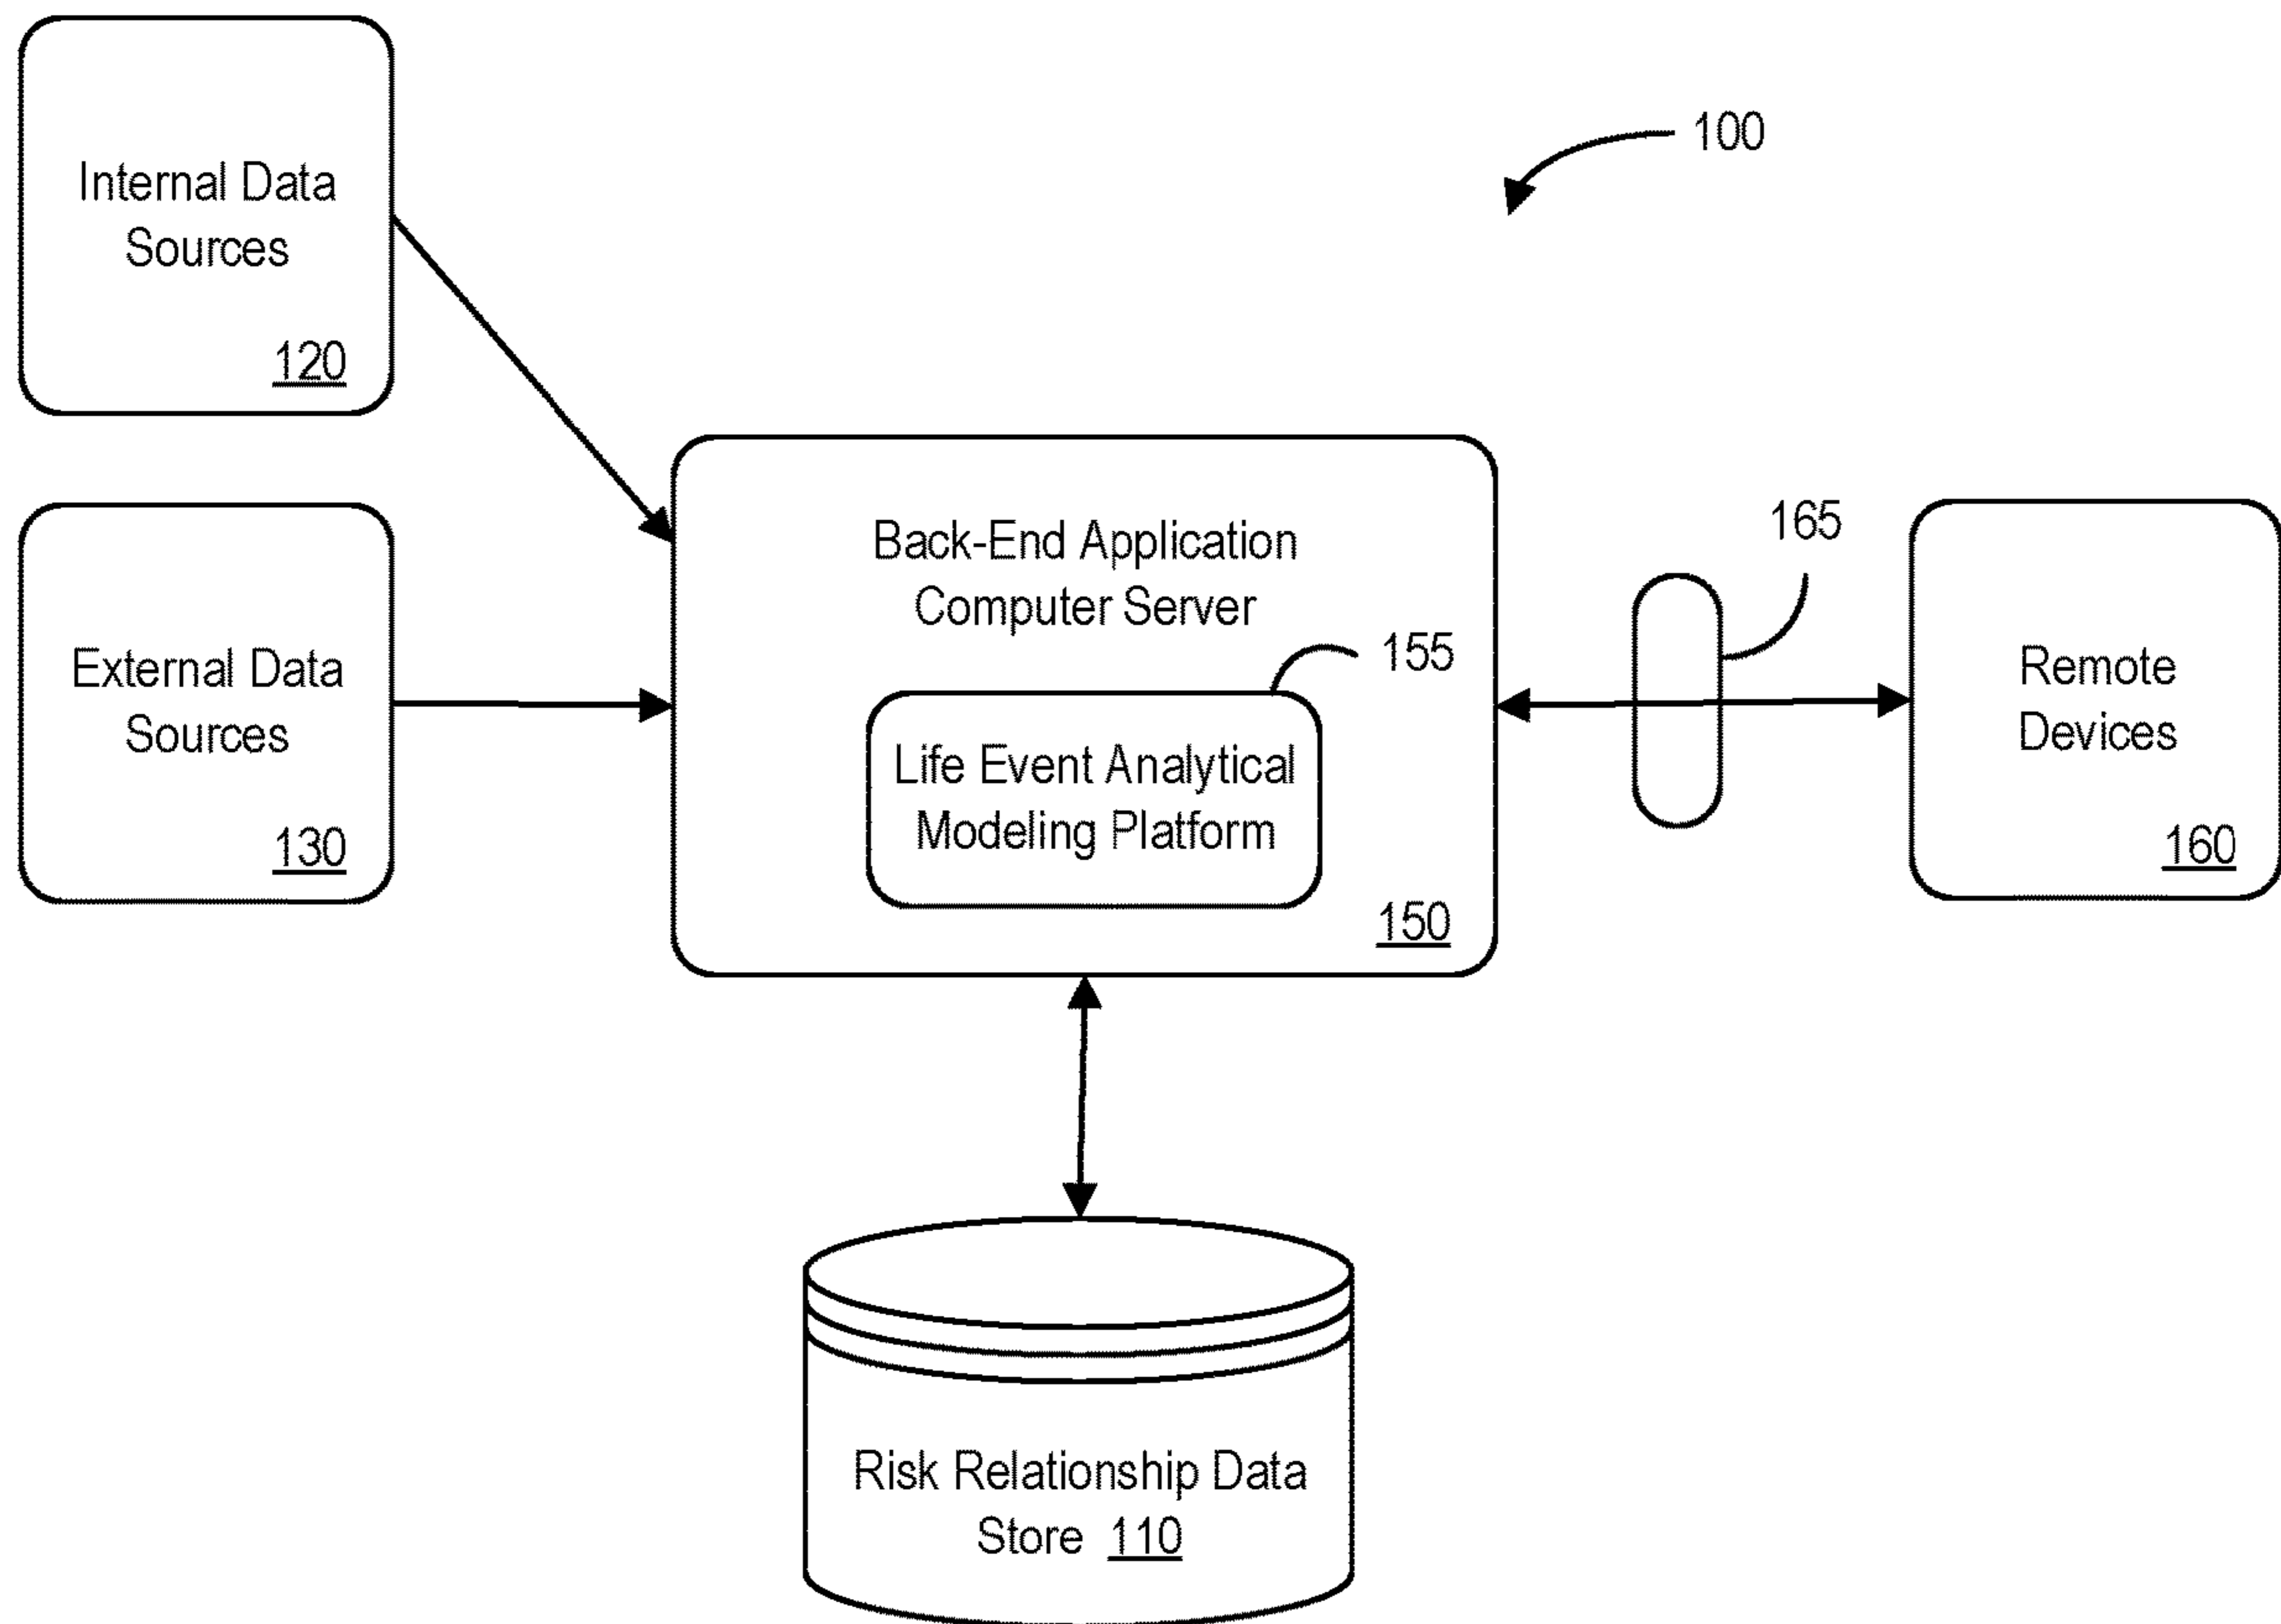 100
Internal Data
Sources
120
External Data
Sources
130
Back-End Application
Computer Server
155
Life Event Analytical
Modeling Platform
150
165
Remote
Devices
160
Risk Relationship Data
Store 110